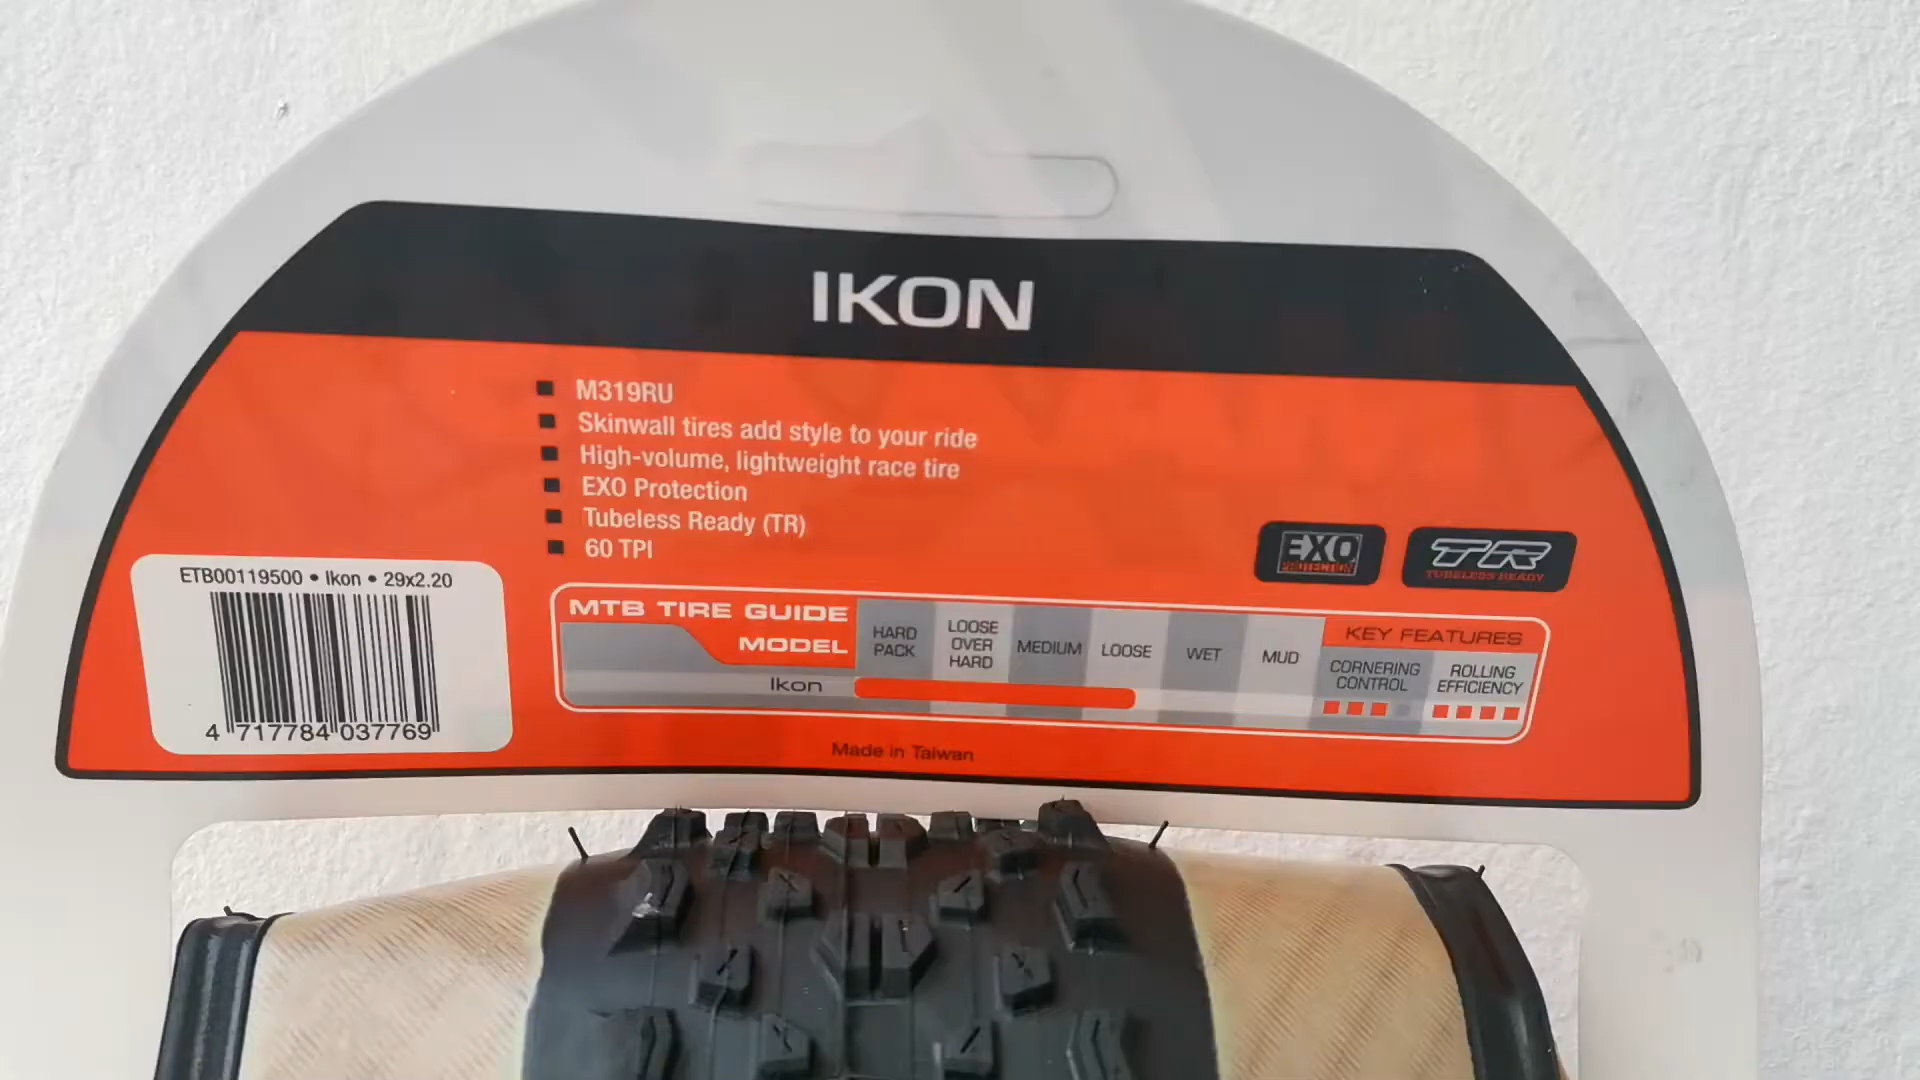 IKON
M319RU
Skinwall tires add style to your ride
High-volume, lightweight race tire
EXO Protection
Tubeless Ready (TR)
60 TPI
EXO
PROTECTION
TR
TUBELESS READY
ETB00119500 • Ikon • 29x2.20
4 717784 037769
MTB TIRE GUIDE
MODEL
HARD
PACK
LOOSE
OVER
HARD
MEDIUM
LOOSE
WET
MUD
KEY FEATURES
CORNERING
CONTROL
ROLLING
EFFICIENCY
Ikon
Made in Taiwan